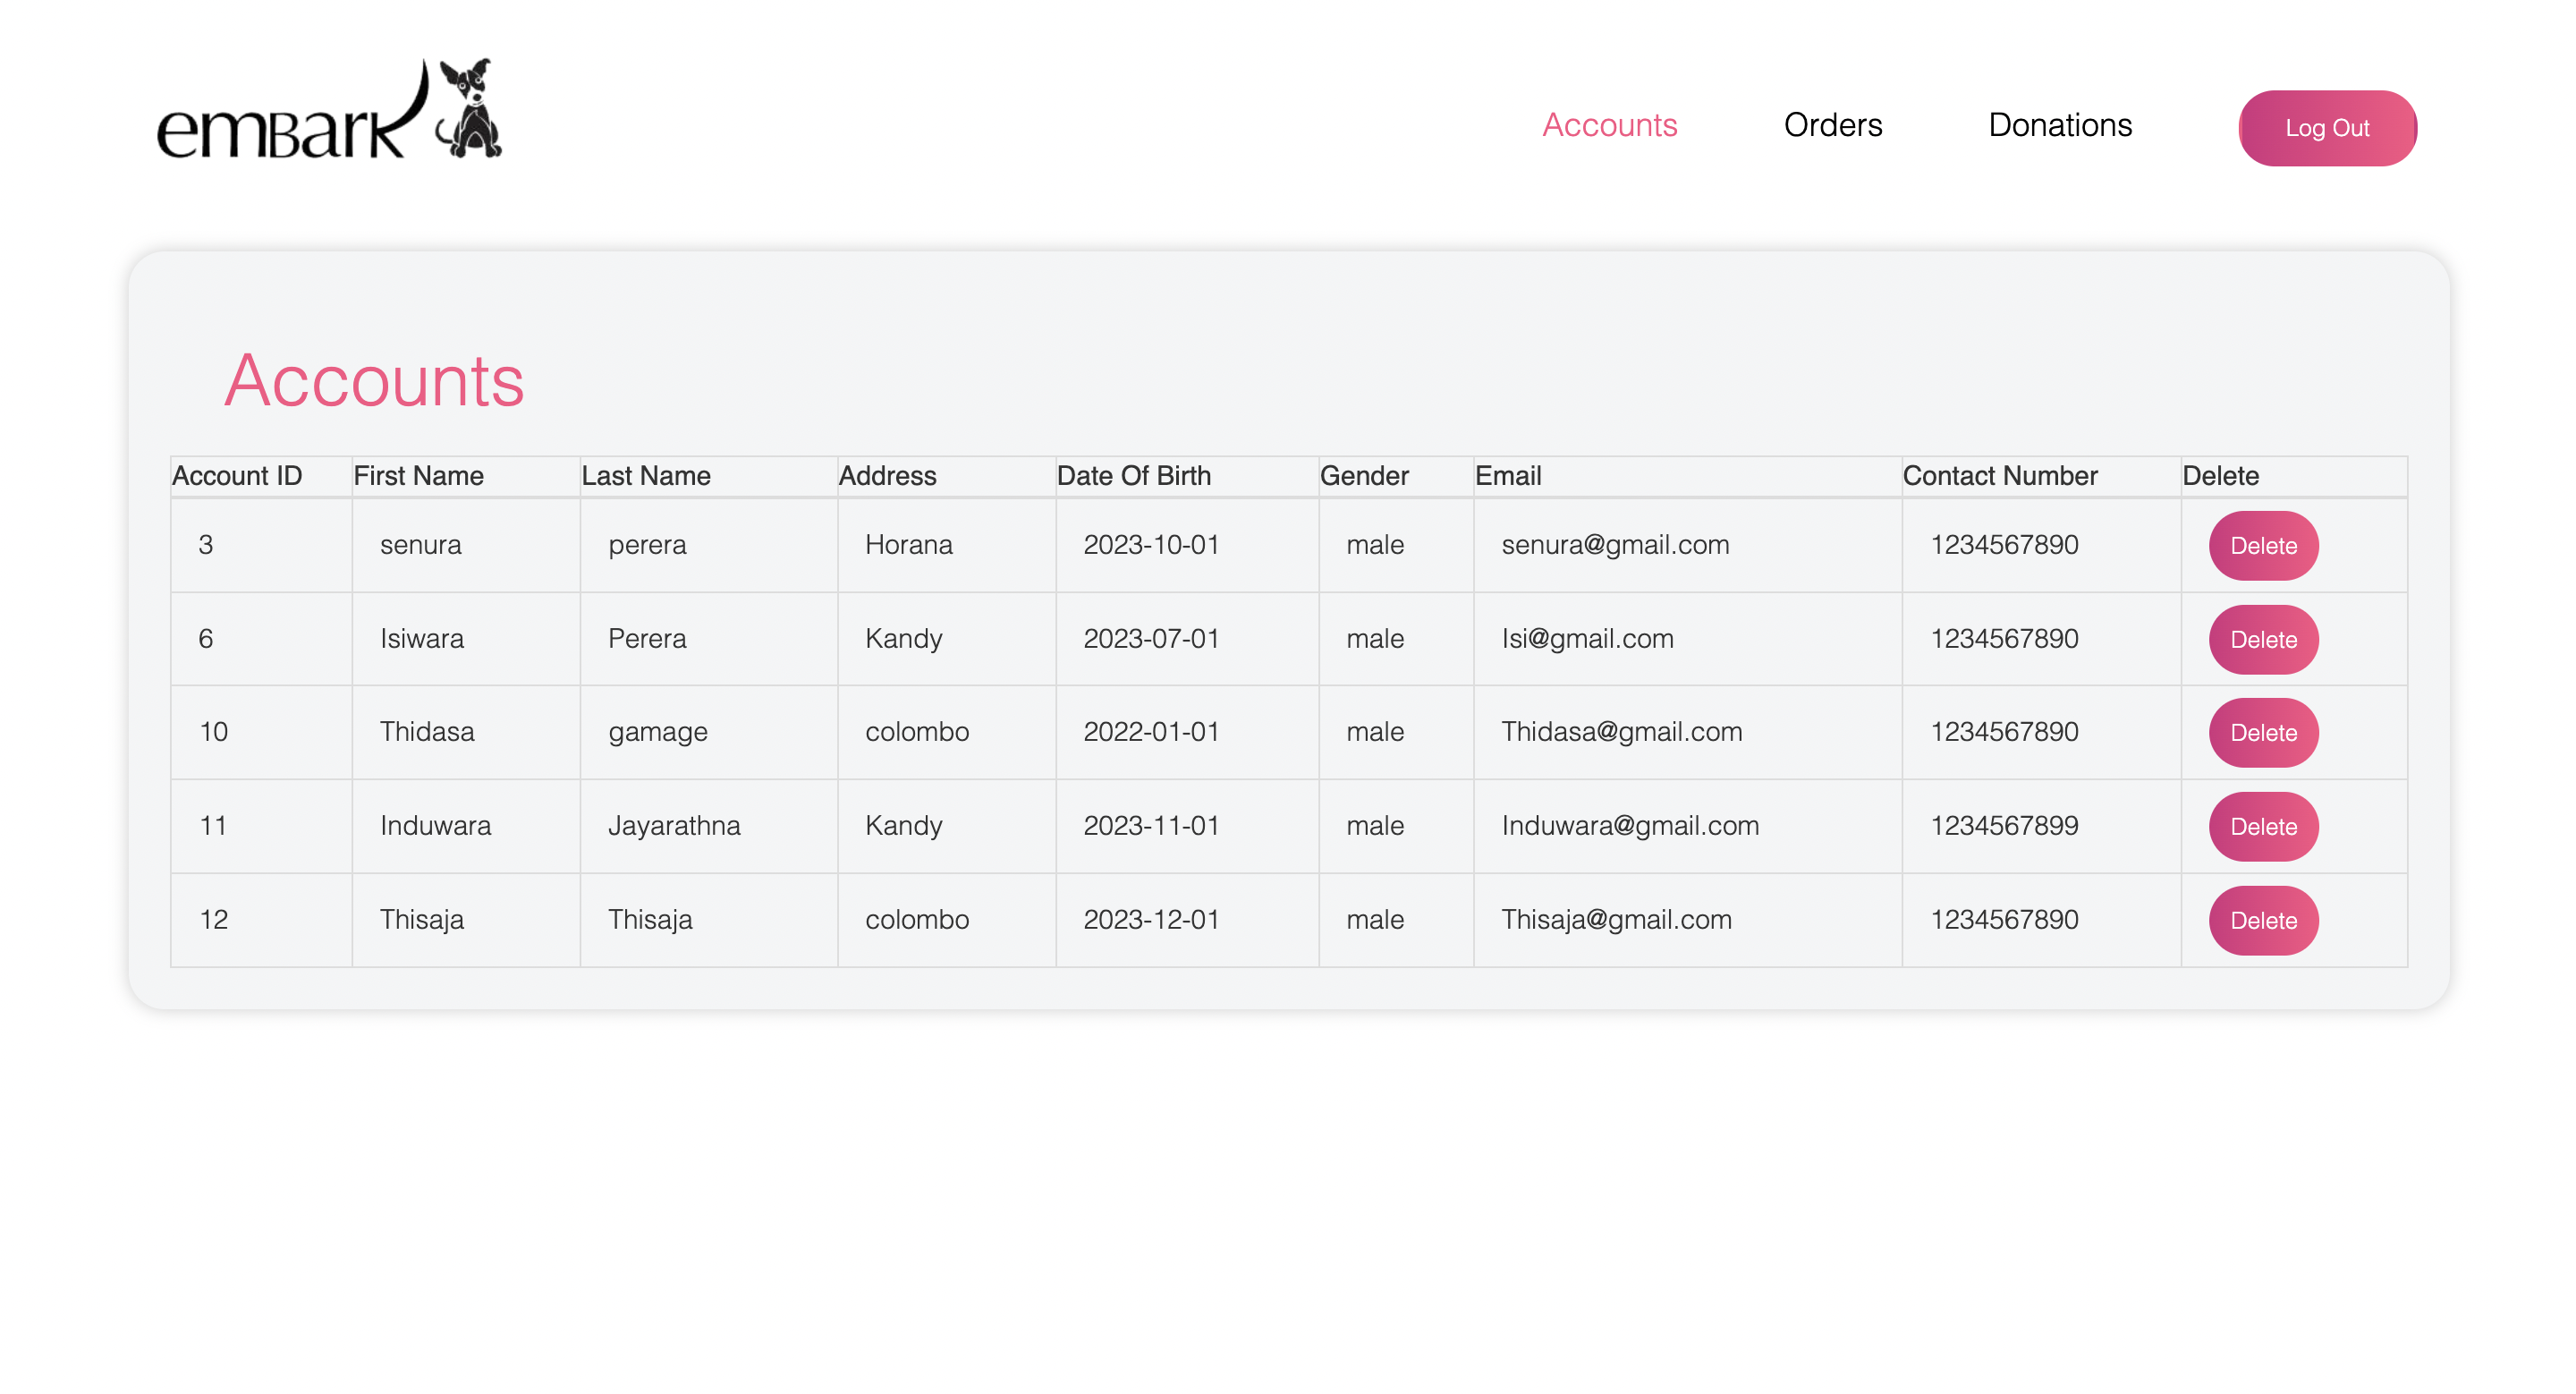 emBark
Accounts Orders Donations Log Out
Accounts
Account ID First Name Last Name Address Date Of Birth Gender Email Contact Number Delete
3 senura perera Horana 2023-10-01 male senura@gmail.com 1234567890 Delete
6 Isiwara Perera Kandy 2023-07-01 male Isi@gmail.com 1234567890 Delete
10 Thidasa gamage colombo 2022-01-01 male Thidasa@gmail.com 1234567890 Delete
11 Induwara Jayarathna Kandy 2023-11-01 male Induwara@gmail.com 1234567899 Delete
12 Thisaja Thisaja colombo 2023-12-01 male Thisaja@gmail.com 1234567890 Delete